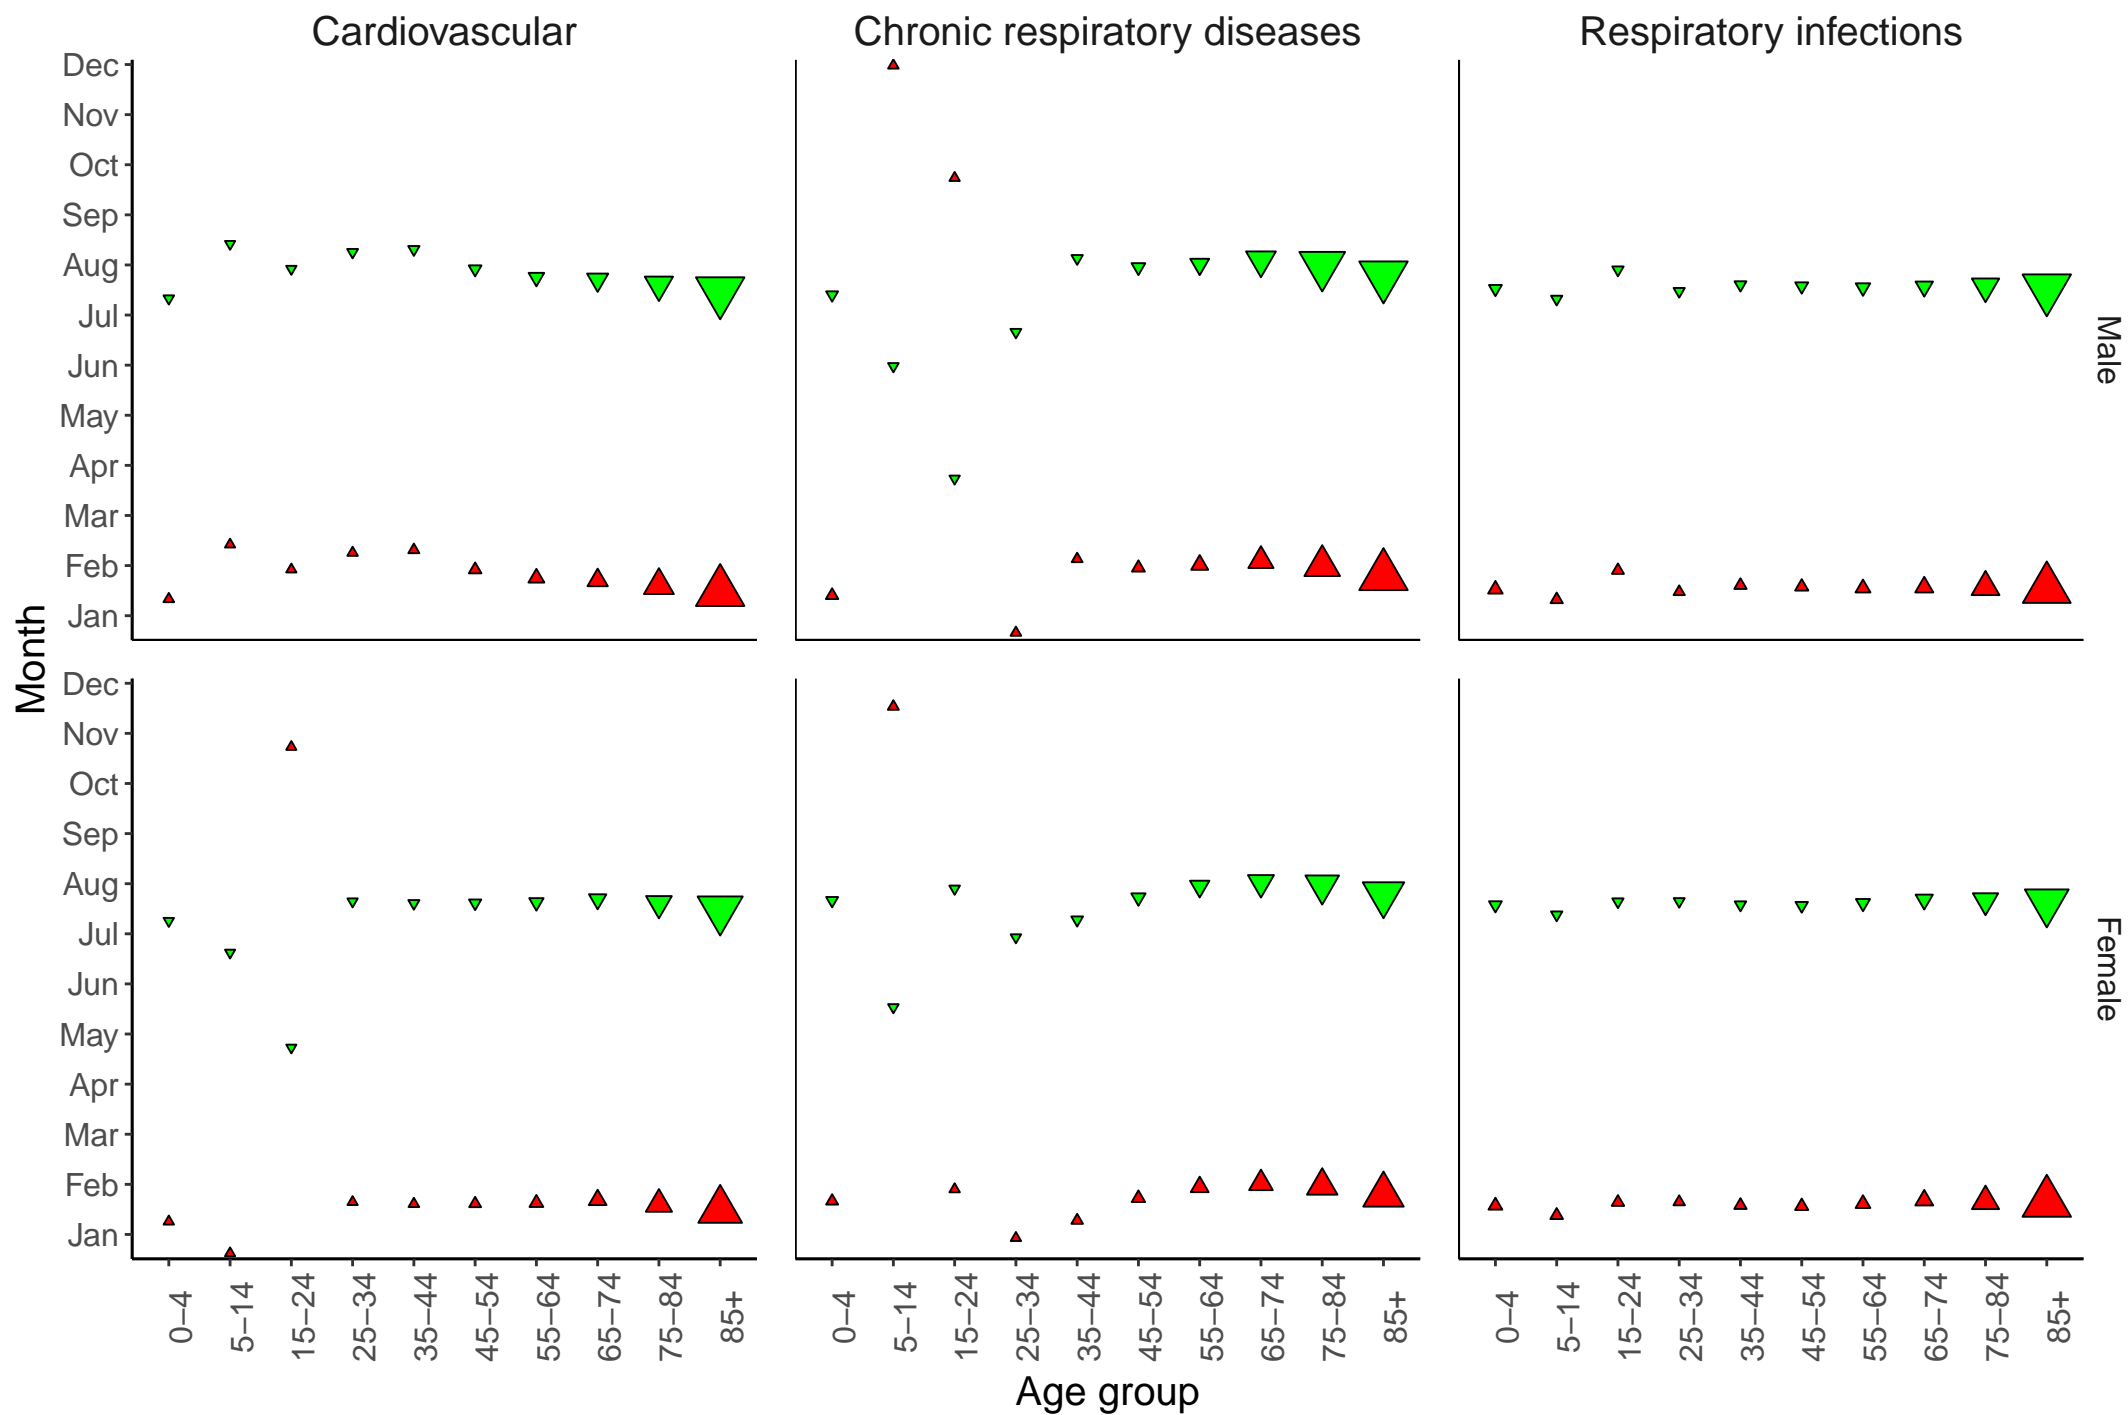 Cardiovascular
Chronic respiratory diseases
Respiratory infections
Dec
Nov
Oct
Sep
Aug
Jul
Jun
May
Apr
Mar
Feb
Jan
Male
Month
Dec
Nov
Oct
Sep
Aug
Jul
Jun
May
Apr
Mar
Feb
Jan
Female
0–4
5–14
15–24
25–34
35–44
45–54
55–64
65–74
75–84
85+
0–4
5–14
15–24
25–34
35–44
45–54
55–64
65–74
75–84
85+
0–4
5–14
15–24
25–34
35–44
45–54
55–64
65–74
75–84
85+
Age group